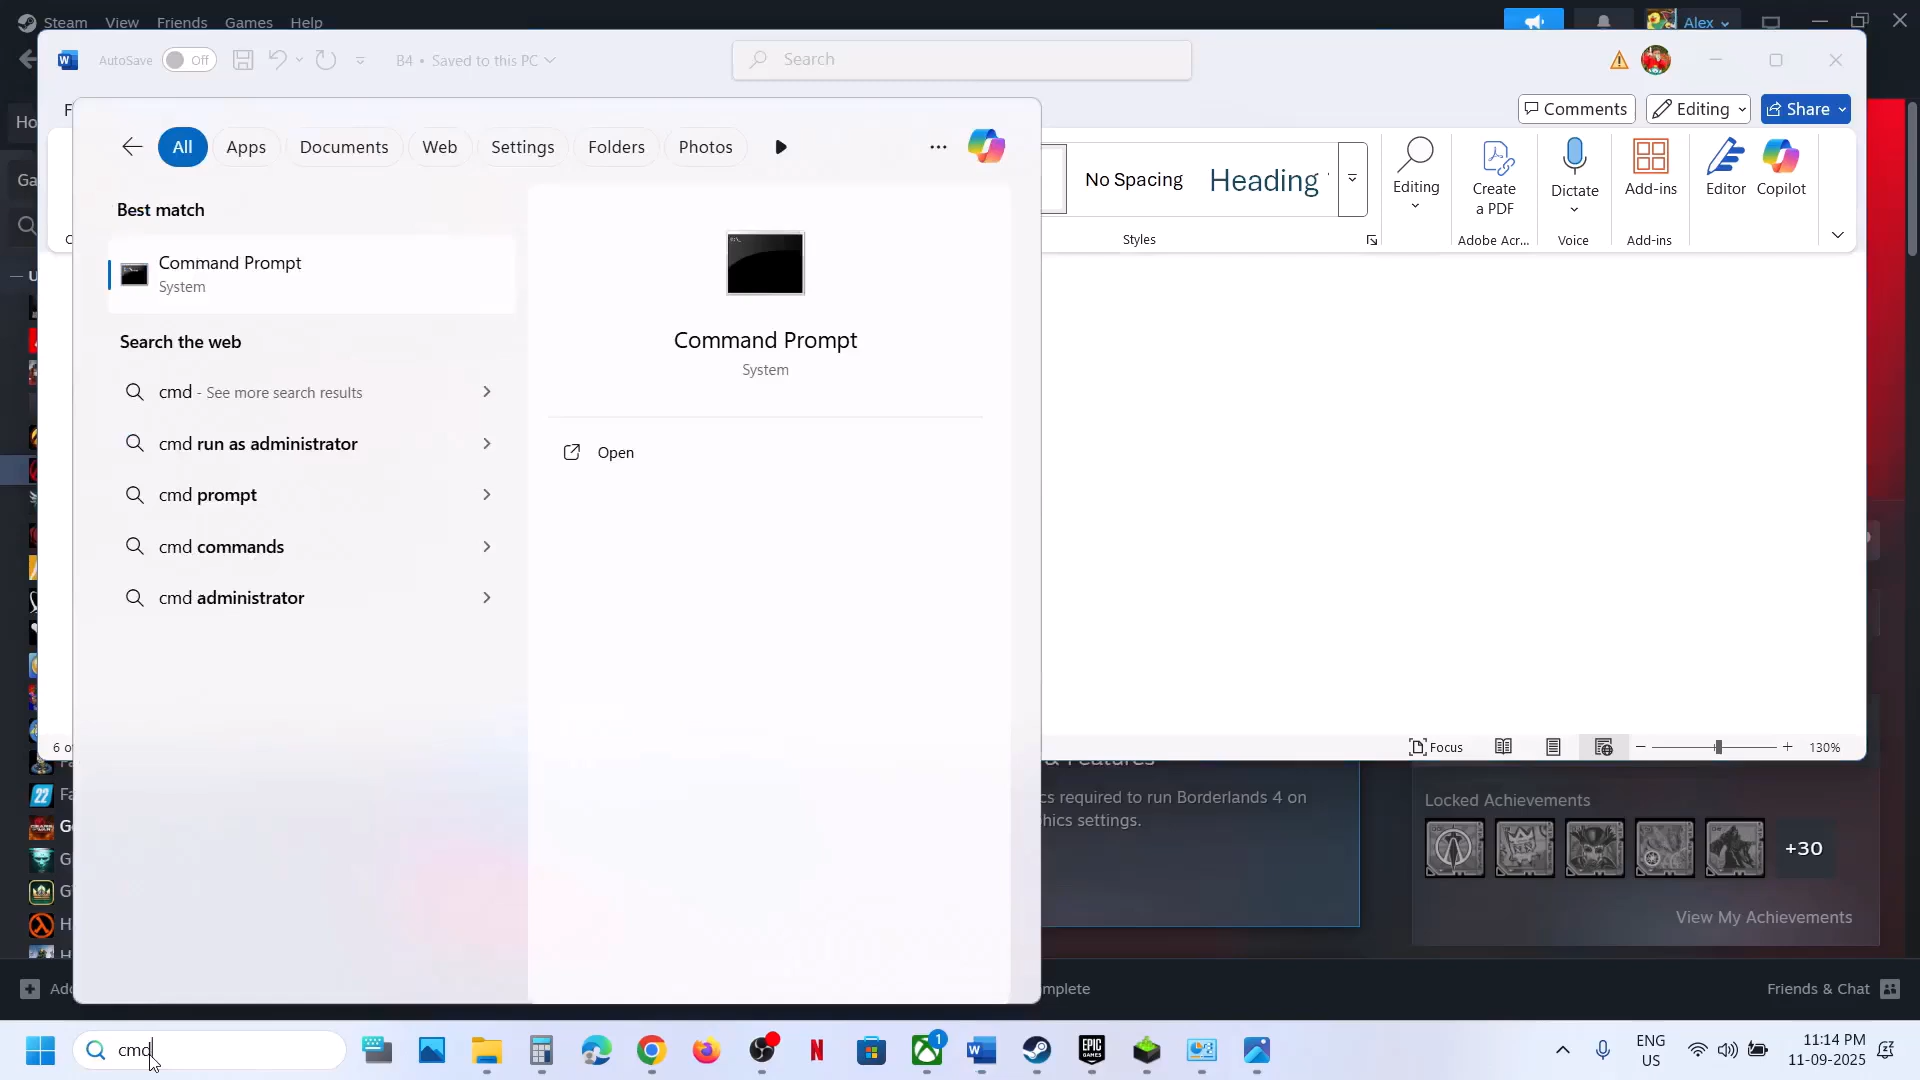 Steam View Friends Games Help
Alex
AutoSave Off
B4 • Saved to this PC
Search
Comments Editing Share
All Apps Documents Web Settings Folders Photos
Best match
Command Prompt
System
Search the web
cmd - See more search results
cmd run as administrator
cmd prompt
cmd commands
cmd administrator
Command Prompt
System
Open
No Spacing
Heading
Styles
Editing
Create
a PDF
Adobe Acr...
Dictate
Voice
Add-ins
Add-ins
Editor
Copilot
Focus
130%
& Features
cs required to run Borderlands 4 on
hics settings.
Locked Achievements
+30
View My Achievements
Friends & Chat
cmd
1
ENG
US
11:14 PM
11-09-2025